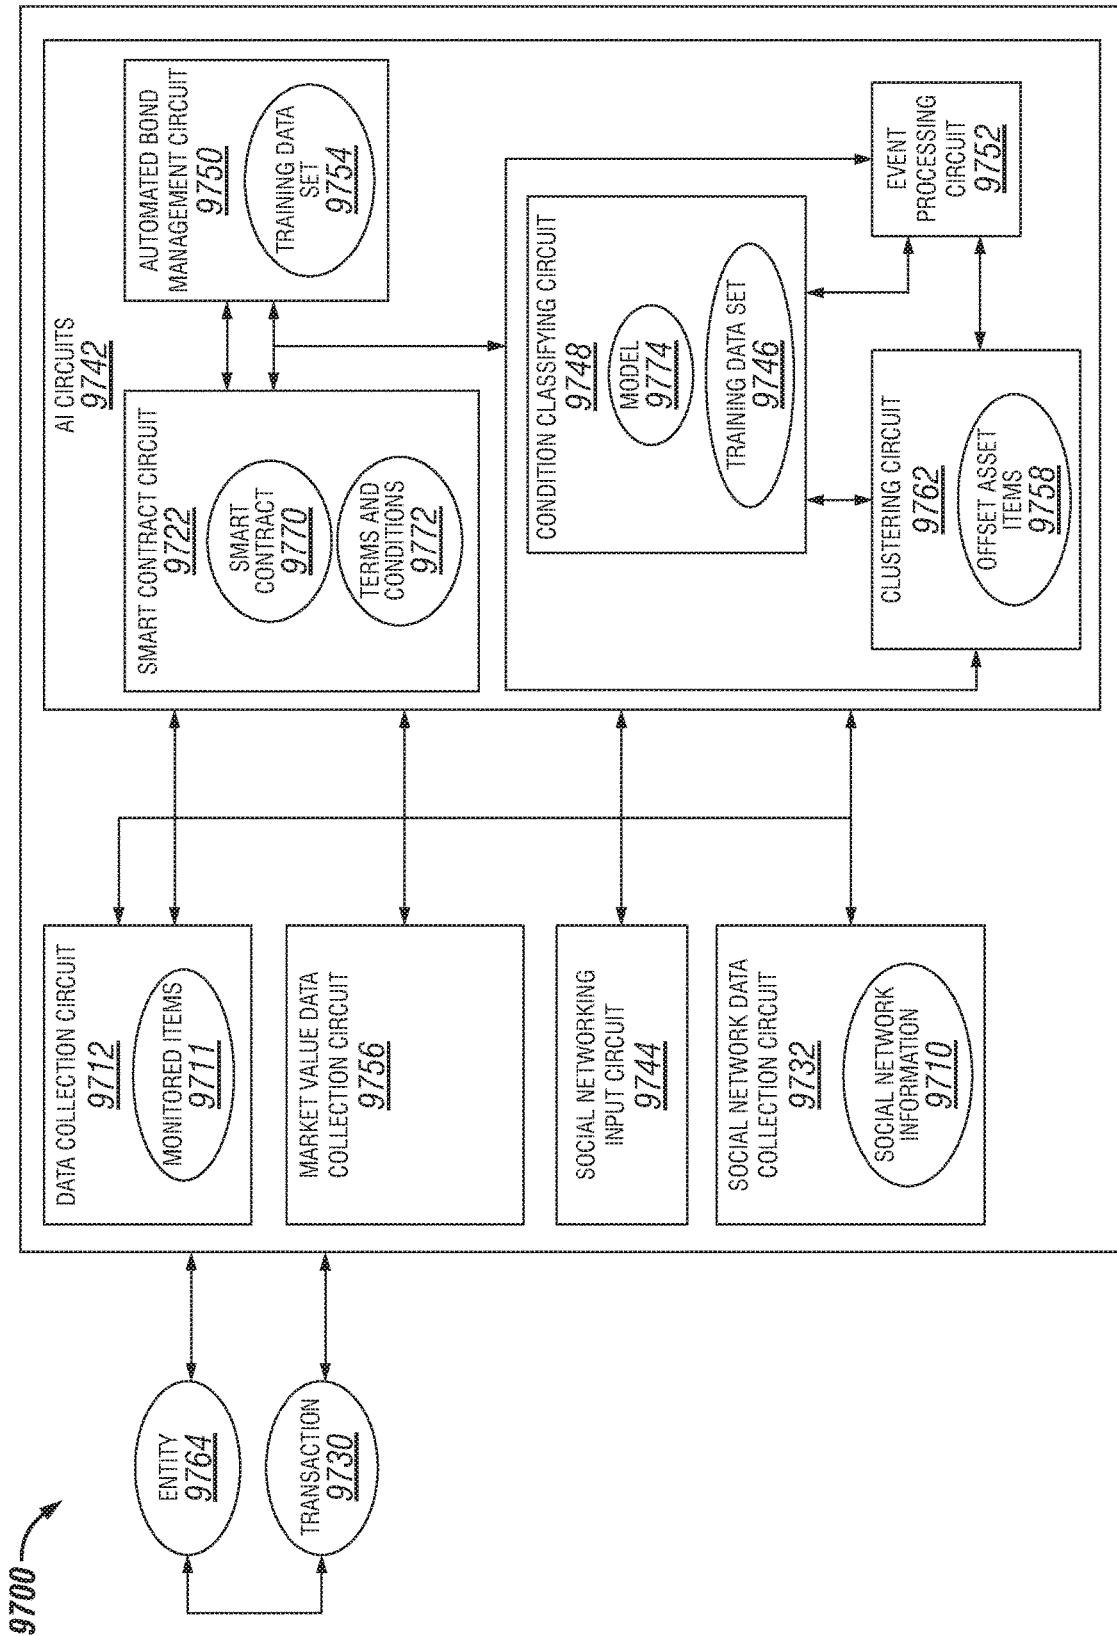 9700
ENTITY
9764
TRANSACTION
9730
DATA COLLECTION CIRCUIT
9712
MONITORED ITEMS
9711
MARKET VALUE DATA
COLLECTION CIRCUIT
9756
SOCIAL NETWORKING
INPUT CIRCUIT
9744
SOCIAL NETWORK DATA
COLLECTION CIRCUIT
9732
SOCIAL NETWORK
INFORMATION
9710
AI CIRCUITS
9742
SMART CONTRACT CIRCUIT
9722
SMART
CONTRACT
9770
TERMS AND
CONDITIONS
9772
AUTOMATED BOND
MANAGEMENT CIRCUIT
9750
TRAINING DATA
SET
9754
CONDITION CLASSIFYING CIRCUIT
9748
MODEL
9774
TRAINING DATA SET
9746
CLUSTERING CIRCUIT
9762
OFFSET ASSET
ITEMS
9758
EVENT
PROCESSING
CIRCUIT
9752